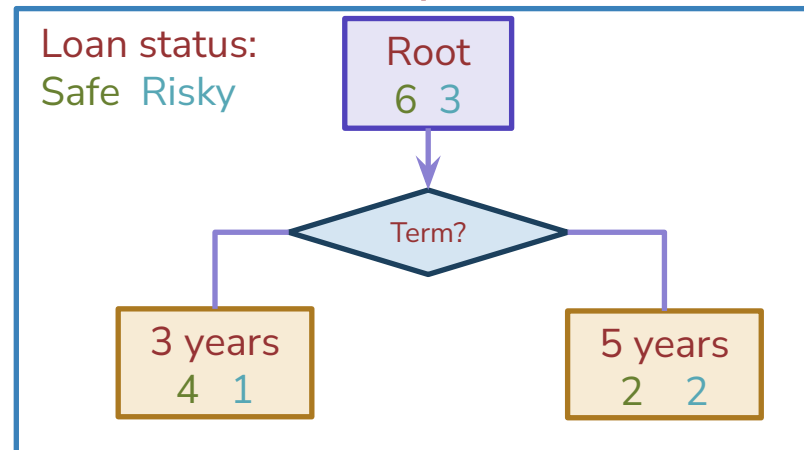 Loan status:
Safe Risky
Root
6 3
Term?
3 years
4 1
5 years
2 2